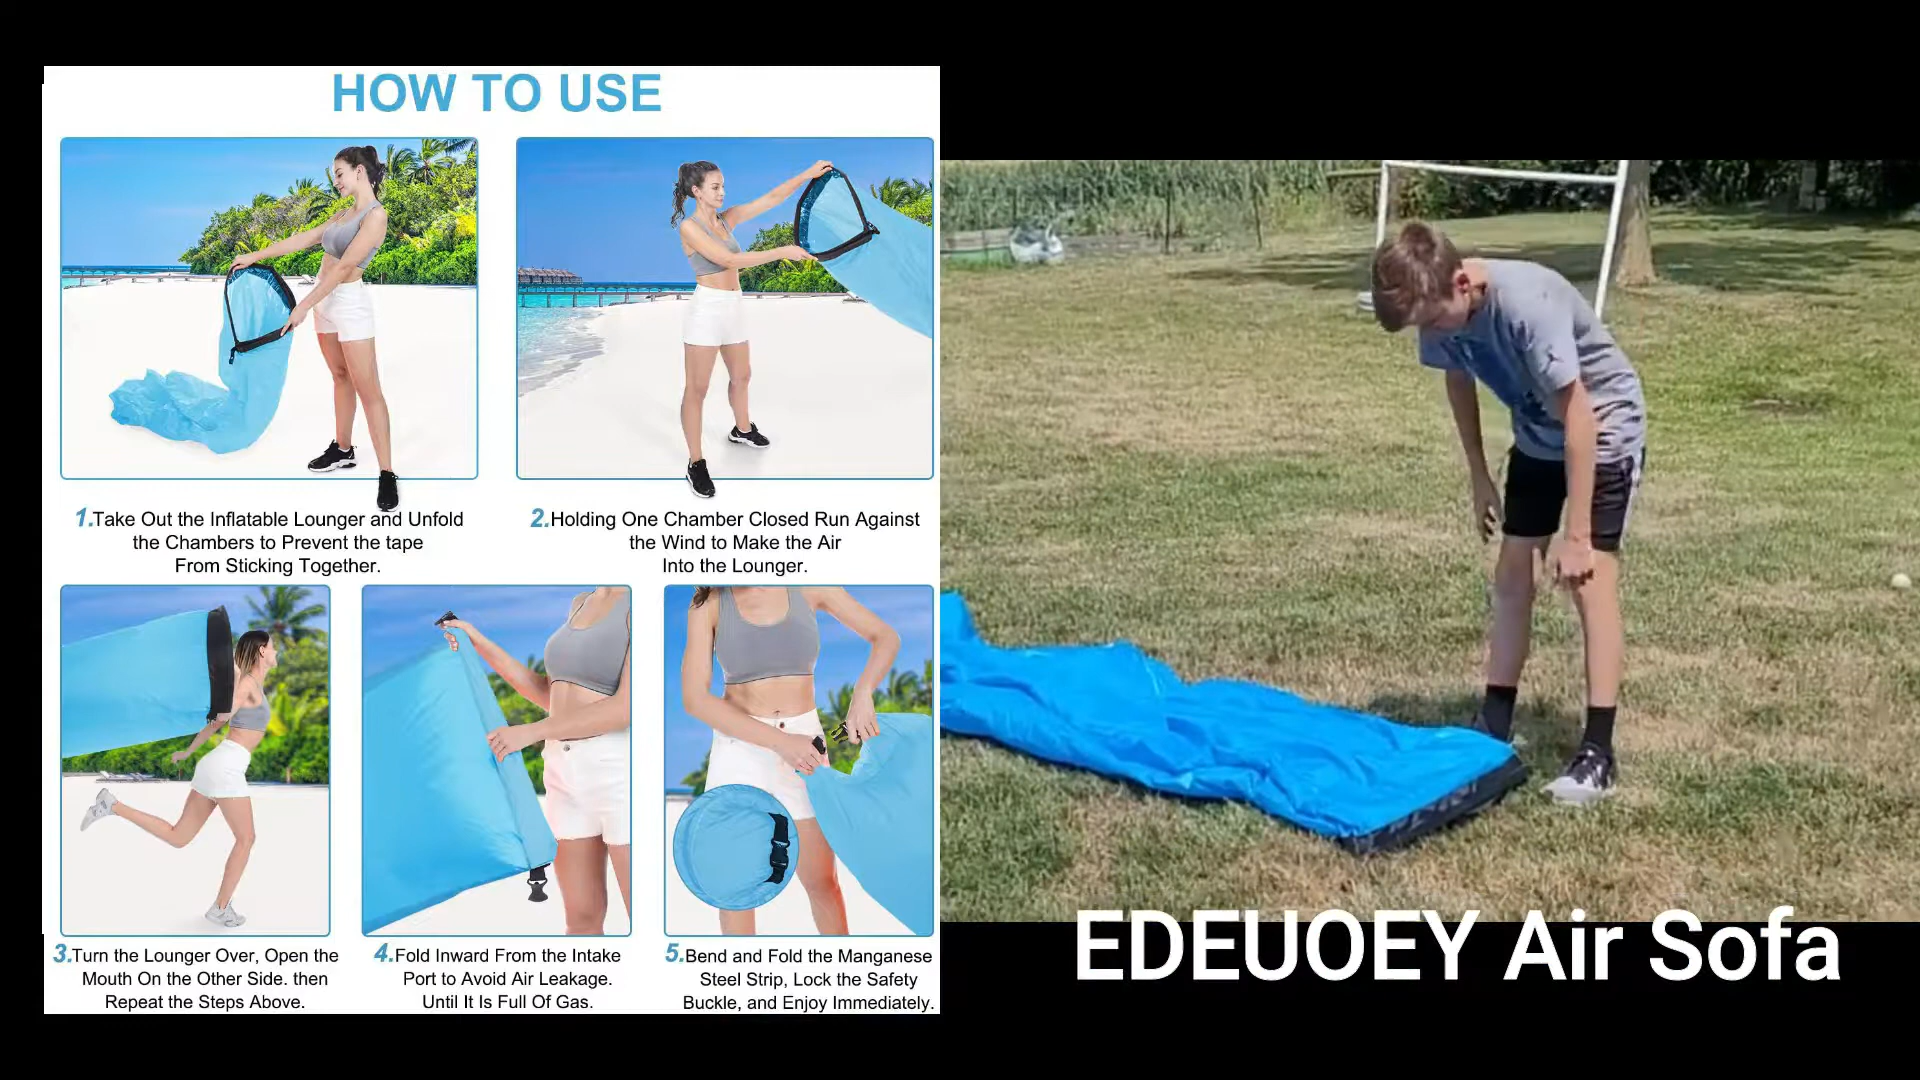 HOW TO USE
1.Take Out the Inflatable Lounger and Unfold
the Chambers to Prevent the tape
From Sticking Together.
2.Holding One Chamber Closed Run Against
the Wind to Make the Air
Into the Lounger.
3.Turn the Lounger Over, Open the
Mouth On the Other Side. then
Repeat the Steps Above.
4.Fold Inward From the Intake
Port to Avoid Air Leakage.
Until It Is Full Of Gas.
5.Bend and Fold the Manganese
Steel Strip, Lock the Safety
Buckle, and Enjoy Immediately.
EDEUOEY Air Sofa